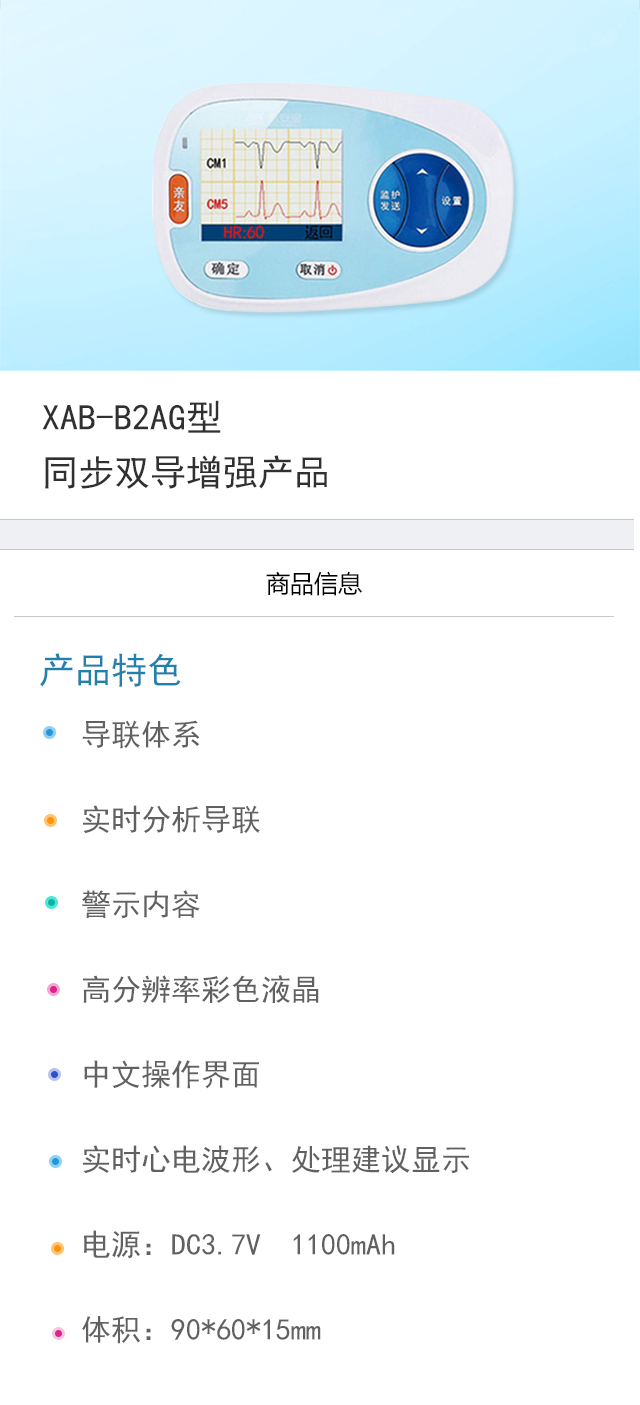 CM1
CM5
HR:60 返回
亲友
监护
发送
设置
确定
取消
XAB-B2AG型
同步双导增强产品
商品信息
产品特色
导联体系
实时分析导联
警示内容
高分辨率彩色液晶
中文操作界面
实时心电波形、处理建议显示
电源：DC3.7V 1100mAh
体积：90*60*15mm